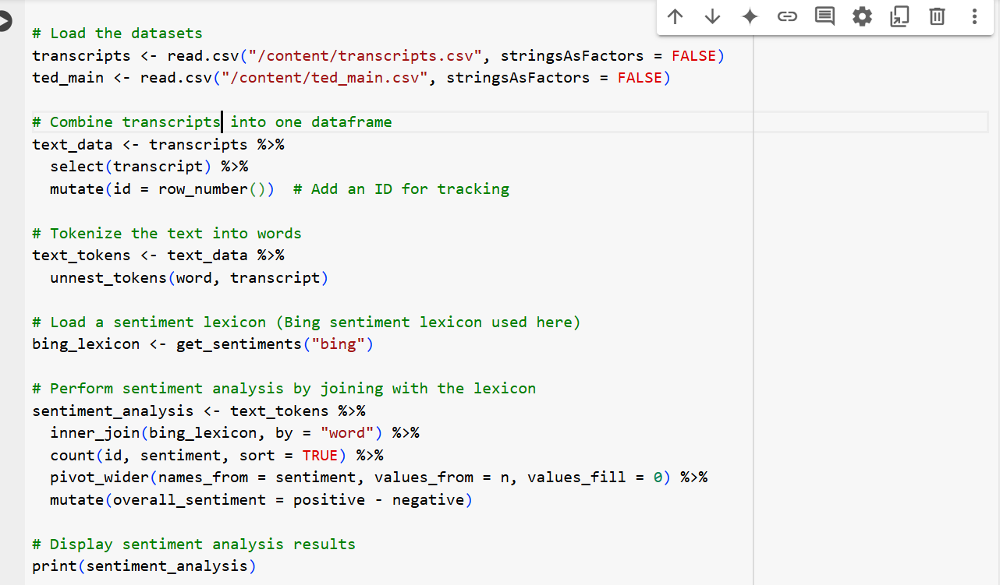 # Load the datasets
transcripts <- read.csv("/content/transcripts.csv", stringsAsFactors = FALSE)
ted_main <- read.csv("/content/ted_main.csv", stringsAsFactors = FALSE)
# Combine transcripts into one dataframe
text_data <- transcripts %>%
  select(transcript) %>%
  mutate(id = row_number())  # Add an ID for tracking
# Tokenize the text into words
text_tokens <- text_data %>%
  unnest_tokens(word, transcript)
# Load a sentiment lexicon (Bing sentiment lexicon used here)
bing_lexicon <- get_sentiments("bing")
# Perform sentiment analysis by joining with the lexicon
sentiment_analysis <- text_tokens %>%
  inner_join(bing_lexicon, by = "word") %>%
  count(id, sentiment, sort = TRUE) %>%
  pivot_wider(names_from = sentiment, values_from = n, values_fill = 0) %>%
  mutate(overall_sentiment = positive - negative)
# Display sentiment analysis results
print(sentiment_analysis)